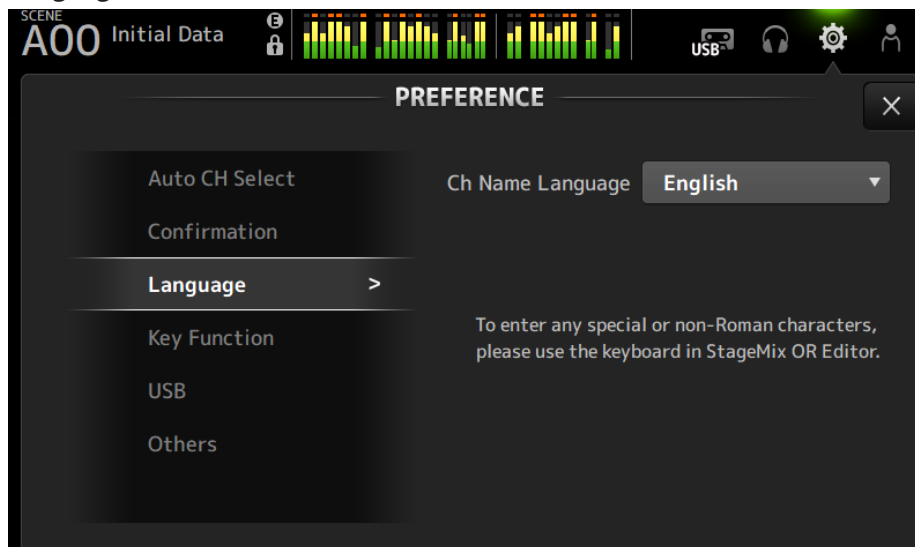 SCENE
A00 Initial Data
E
USB
PREFERENCE
Auto CH Select
Ch Name Language English
Confirmation
Language >
To enter any special or non-Roman characters,
please use the keyboard in StageMix OR Editor.
Key Function
USB
Others